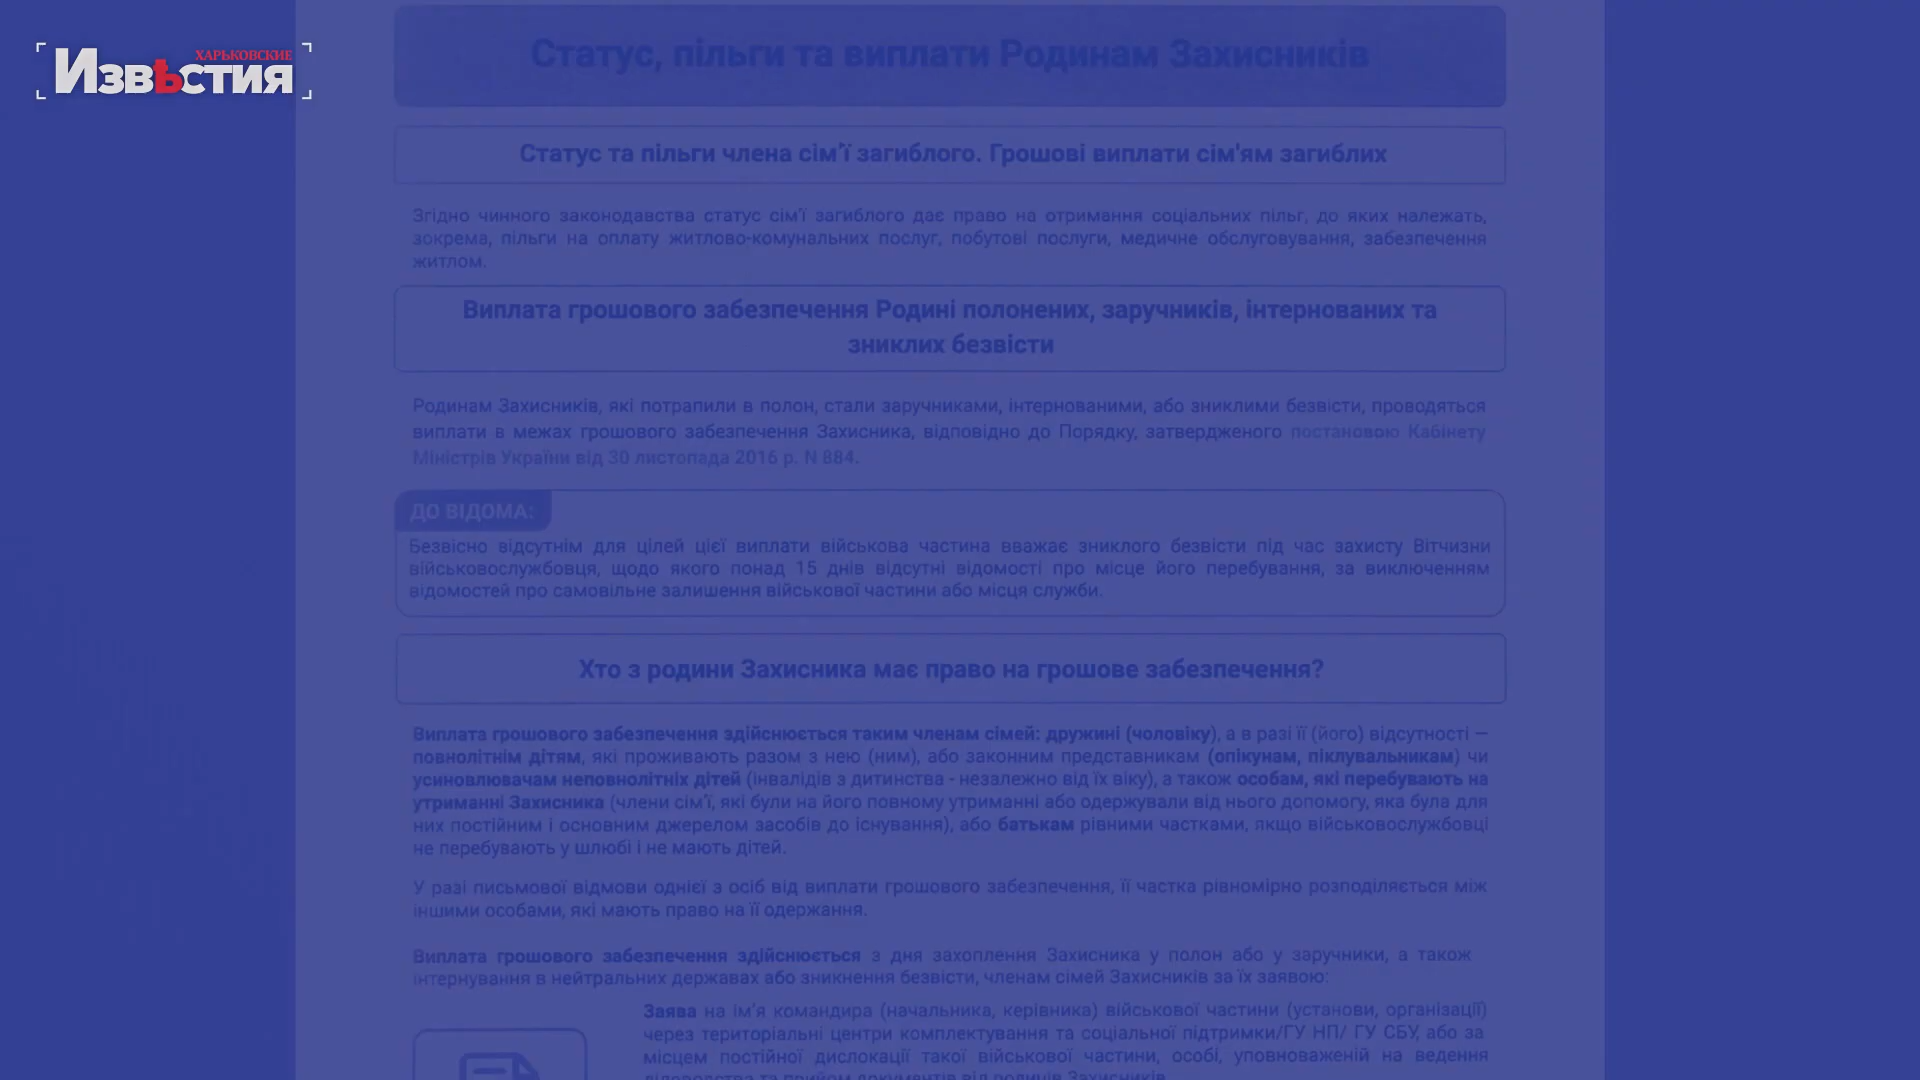 ХАРЬКОВСКИЕ
ИзвѢстия
Статус, пільги та виплати Родинам Захисників
Статус та пільги члена сім'ї загиблого. Грошові виплати сім'ям загиблих
Згідно чинного законодавства статус сім'ї загиблого дає право на отримання соціальних пільг, до яких належать,
зокрема, пільги на оплату житлово-комунальних послуг, побутові послуги, медичне обслуговування, забезпечення
житлом.
Виплата грошового забезпечення Родині полонених, заручників, інтернованих та
зниклих безвісти
Родинам Захисників, які потрапили в полон, стали заручниками, інтернованими, або зниклими безвісти, проводяться
виплати в межах грошового забезпечення Захисника, відповідно до Порядку, затвердженого постановою Кабінету
Міністрів України від 30 листопада 2016 р. N 884.
ДО ВІДОМА:
Безвісно відсутнім для цілей цієї виплати військова частина вважає зниклого безвісти під час захисту Вітчизни
військовослужбовця, щодо якого понад 15 днів відсутні відомості про місце його перебування, за виключенням
відомостей про самовільне залишення військової частини або місця служби.
Хто з родини Захисника має право на грошове забезпечення?
Виплата грошового забезпечення здійснюється таким членам сімей: дружині (чоловіку), а в разі її (його) відсутності —
повнолітнім дітям, які проживають разом з нею (ним), або законним представникам (опікунам, піклувальникам) чи
усиновлювачам неповнолітніх дітей (інвалідів з дитинства - незалежно від їх віку), а також особам, які перебувають на
утриманні Захисника (члени сім'ї, які були на його повному утриманні або одержували від нього допомогу, яка була для
них постійним і основним джерелом засобів до існування), або батькам рівними частками, якщо військовослужбовці
не перебувають у шлюбі і не мають дітей.
У разі письмової відмови однієї з осіб від виплати грошового забезпечення, її частка рівномірно розподіляється між
іншими особами, які мають право на її одержання.
Виплата грошового забезпечення здійснюється з дня захоплення Захисника у полон або у заручники, а також
інтернування в нейтральних державах або зникнення безвісти, членам сімей Захисників за їх заявою:
Заява на ім'я командира (начальника, керівника) військової частини (установи, організації)
через територіальні центри комплектування та соціальної підтримки/ГУ НП/ ГУ СБУ, або за
місцем постійної дислокації такої військової частини, особі, уповноваженій на ведення
діловодства та прийом документів від родичів Захисників.